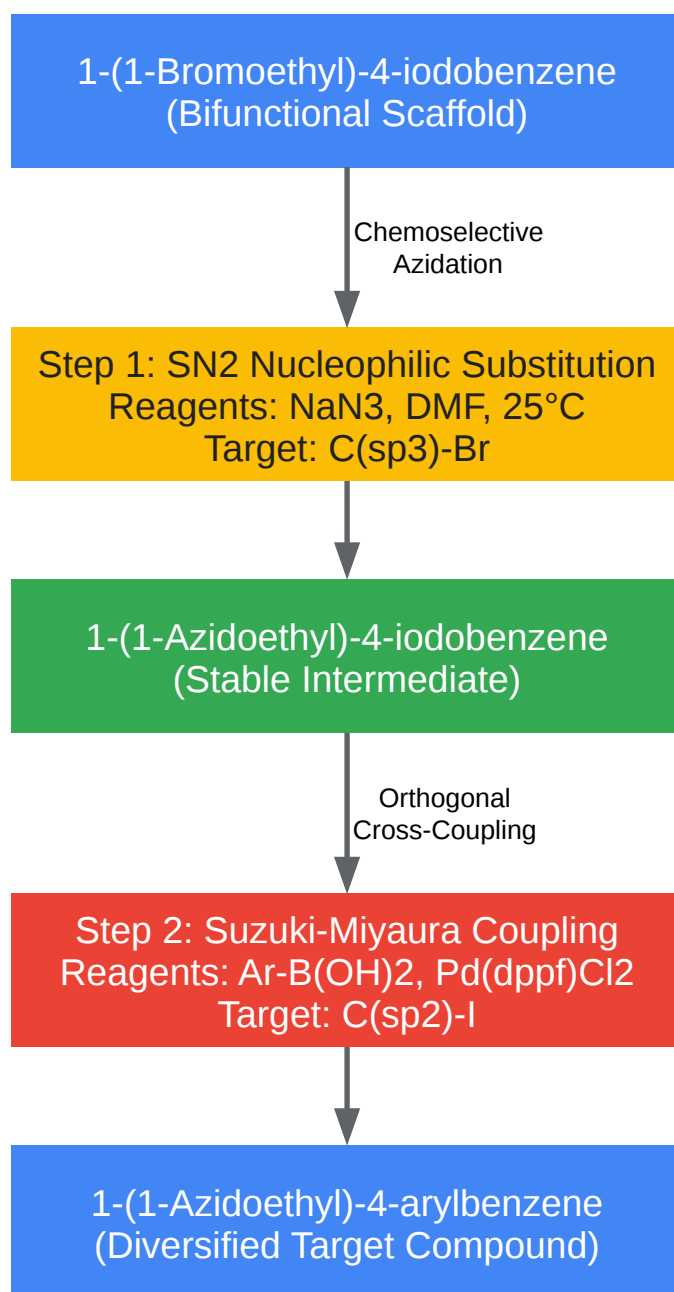 1-(1-Bromoethyl)-4-iodobenzene
(Bifunctional Scaffold)
Chemoselective
Azidation
Step 1: SN2 Nucleophilic Substitution
Reagents: NaN3, DMF, 25°C
Target: C(sp3)-Br
1-(1-Azidoethyl)-4-iodobenzene
(Stable Intermediate)
Orthogonal
Cross-Coupling
Step 2: Suzuki-Miyaura Coupling
Reagents: Ar-B(OH)2, Pd(dppf)Cl2
Target: C(sp2)-I
1-(1-Azidoethyl)-4-arylbenzene
(Diversified Target Compound)